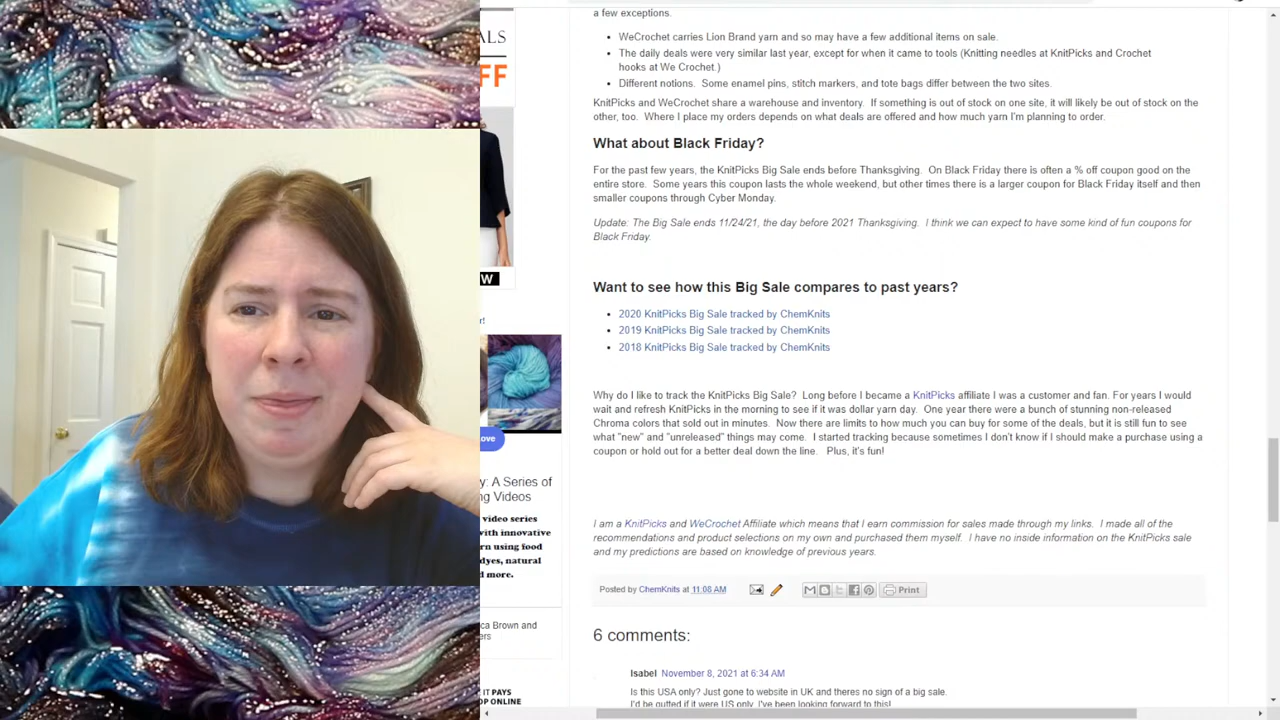 a few exceptions.
WeCrochet carries Lion Brand yarn and so may have a few additional items on sale.
The daily deals were very similar last year, except for when it came to tools (Knitting needles at KnitPicks and Crochet
hooks at We Crochet.)
Different notions. Some enamel pins, stitch markers, and tote bags differ between the two sites.
KnitPicks and WeCrochet share a warehouse and inventory. If something is out of stock on one site, it will likely be out of stock on the
other, too. Where I place my orders depends on what deals are offered and how much yarn I'm planning to order.
What about Black Friday?
For the past few years, the KnitPicks Big Sale ends before Thanksgiving. On Black Friday there is often a % off coupon good on the
entire store. Some years this coupon lasts the whole weekend, but other times there is a larger coupon for Black Friday itself and then
smaller coupons through Cyber Monday.
Update: The Big Sale ends 11/24/21, the day before 2021 Thanksgiving. I think we can expect to have some kind of fun coupons for
Black Friday.
Want to see how this Big Sale compares to past years?
2020 KnitPicks Big Sale tracked by ChemKnits
2019 KnitPicks Big Sale tracked by ChemKnits
2018 KnitPicks Big Sale tracked by ChemKnits
Why do I like to track the KnitPicks Big Sale? Long before I became a KnitPicks affiliate I was a customer and fan. For years I would
wait and refresh KnitPicks in the morning to see if it was dollar yarn day. One year there were a bunch of stunning non-released
Chroma colors that sold out in minutes. Now there are limits to how much you can buy for some of the deals, but it is still fun to see
what "new" and "unreleased" things may come. I started tracking because sometimes I don't know if I should make a purchase using a
coupon or hold out for a better deal down the line. Plus, it's fun!
I am a KnitPicks and WeCrochet Affiliate which means that I earn commission for sales made through my links. I made all of the
recommendations and product selections on my own and purchased them myself. I have no inside information on the KnitPicks sale
and my predictions are based on knowledge of previous years.
Posted by ChemKnits at 11:08 AM
Print
6 comments:
Isabel November 8, 2021 at 6:34 AM
Is this USA only? Just gone to website in UK and theres no sign of a big sale.
I'd be gutted if it were US only, I've been looking forward to this!
ALS
FF
W
r!
ove
y: A Series of
ng Videos
video series
with innovative
rn using food
dyes, natural
d more.
ca Brown and
ers
IT PAYS
OP ONLINE